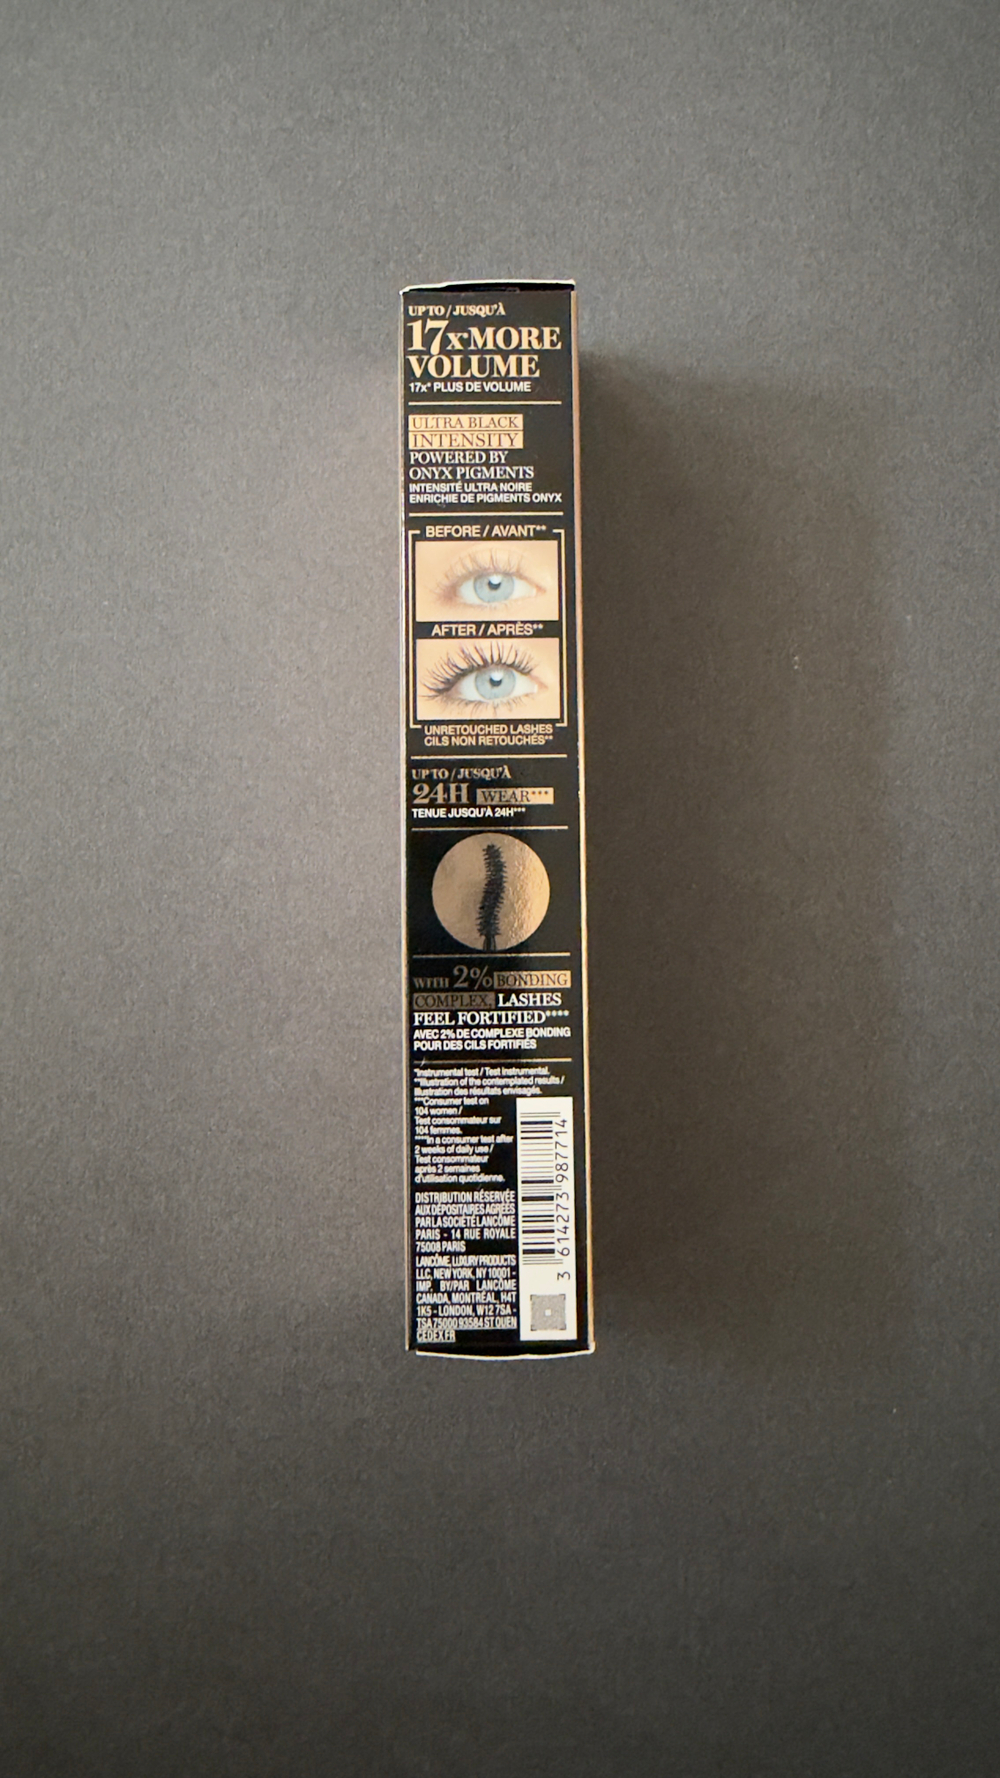 UP TO / JUSQU'À
17x* MORE
VOLUME
17x* PLUS DE VOLUME
ULTRA BLACK
INTENSITY
POWERED BY
ONYX PIGMENTS
INTENSITÉ ULTRA NOIRE
ENRICHIE DE PIGMENTS ONYX
BEFORE / AVANT**
AFTER / APRÈS**
UNRETOUCHED LASHES
CILS NON RETOUCHÉS**
UP TO / JUSQU'À
24H WEAR***
TENUE JUSQU'À 24H***
WITH 2% BONDING
COMPLEX, LASHES
FEEL FORTIFIED****
AVEC 2% DE COMPLEXE BONDING
POUR DES CILS FORTIFIÉS
*Instrumental test / Test instrumental.
**Illustration of the contemplated results /
Illustration des résultats envisagés.
***Consumer test on
104 women /
Test consommateur sur
104 femmes.
****In a consumer test after
2 weeks of daily use /
Test consommateur
après 2 semaines
d'utilisation quotidienne.
DISTRIBUTION RÉSERVÉE
AUX DÉPOSITAIRES AGRÉÉS
PAR LA SOCIÉTÉ LANCÔME
PARIS - 14 RUE ROYALE
75008 PARIS
LANCÔME, LUXURY PRODUCTS
LLC, NEW YORK, NY 10001 -
IMP. BY/PAR LANCÔME
CANADA, MONTRÉAL, H4T
1K5 - LONDON, W12 7SA -
TSA 75000 93584 ST OUEN
CEDEX FR
3 614273 987714